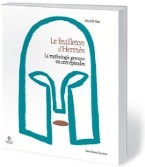 Le feuilleton
d'Hermès
La mythologie grecque
en cent épisodes